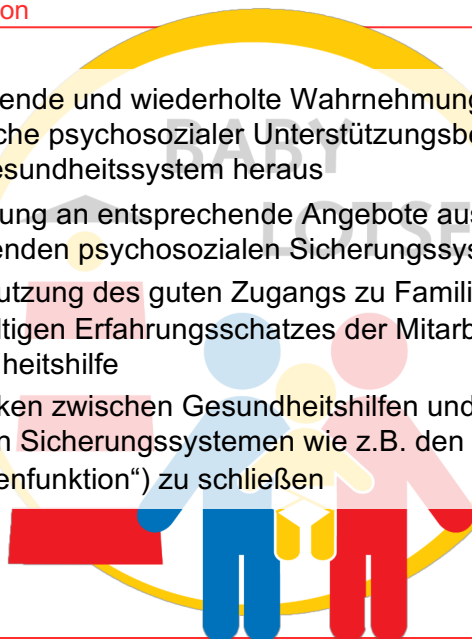 on
ende und wiederholte Wahrnehmung
che psychosozialer Unterstützungsbe
esundheitssystem heraus
ung an entsprechende Angebote aus
enden psychosozialen Sicherungssys
utzung des guten Zugangs zu Famili
ltigen Erfahrungsschatzes der Mitarb
heitshilfe
ken zwischen Gesundheitshilfen und
n Sicherungssystemen wie z.B. den
enfunktion“) zu schließen
BABY
LOTSE